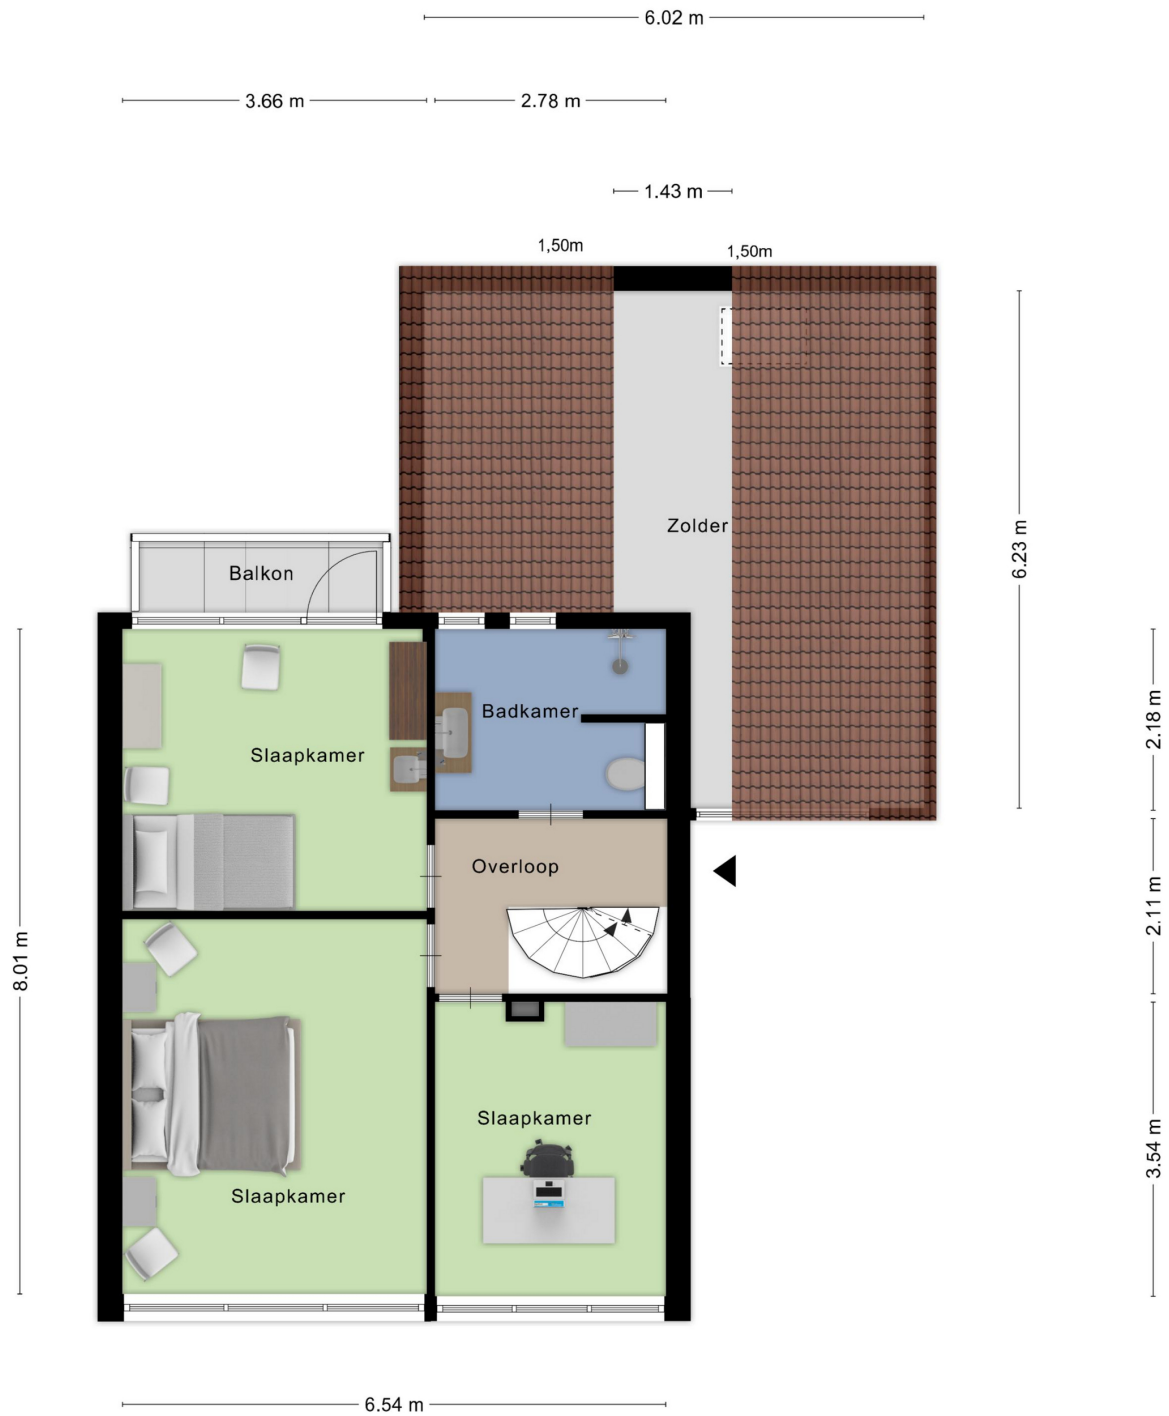 6.02 m
3.66 m
2.78 m
1.43 m
1,50m
1,50m
Zolder
6.23 m
Balkon
Badkamer
2.18 m
Slaapkamer
Overloop
2.11 m
8.01 m
Slaapkamer
3.54 m
Slaapkamer
6.54 m